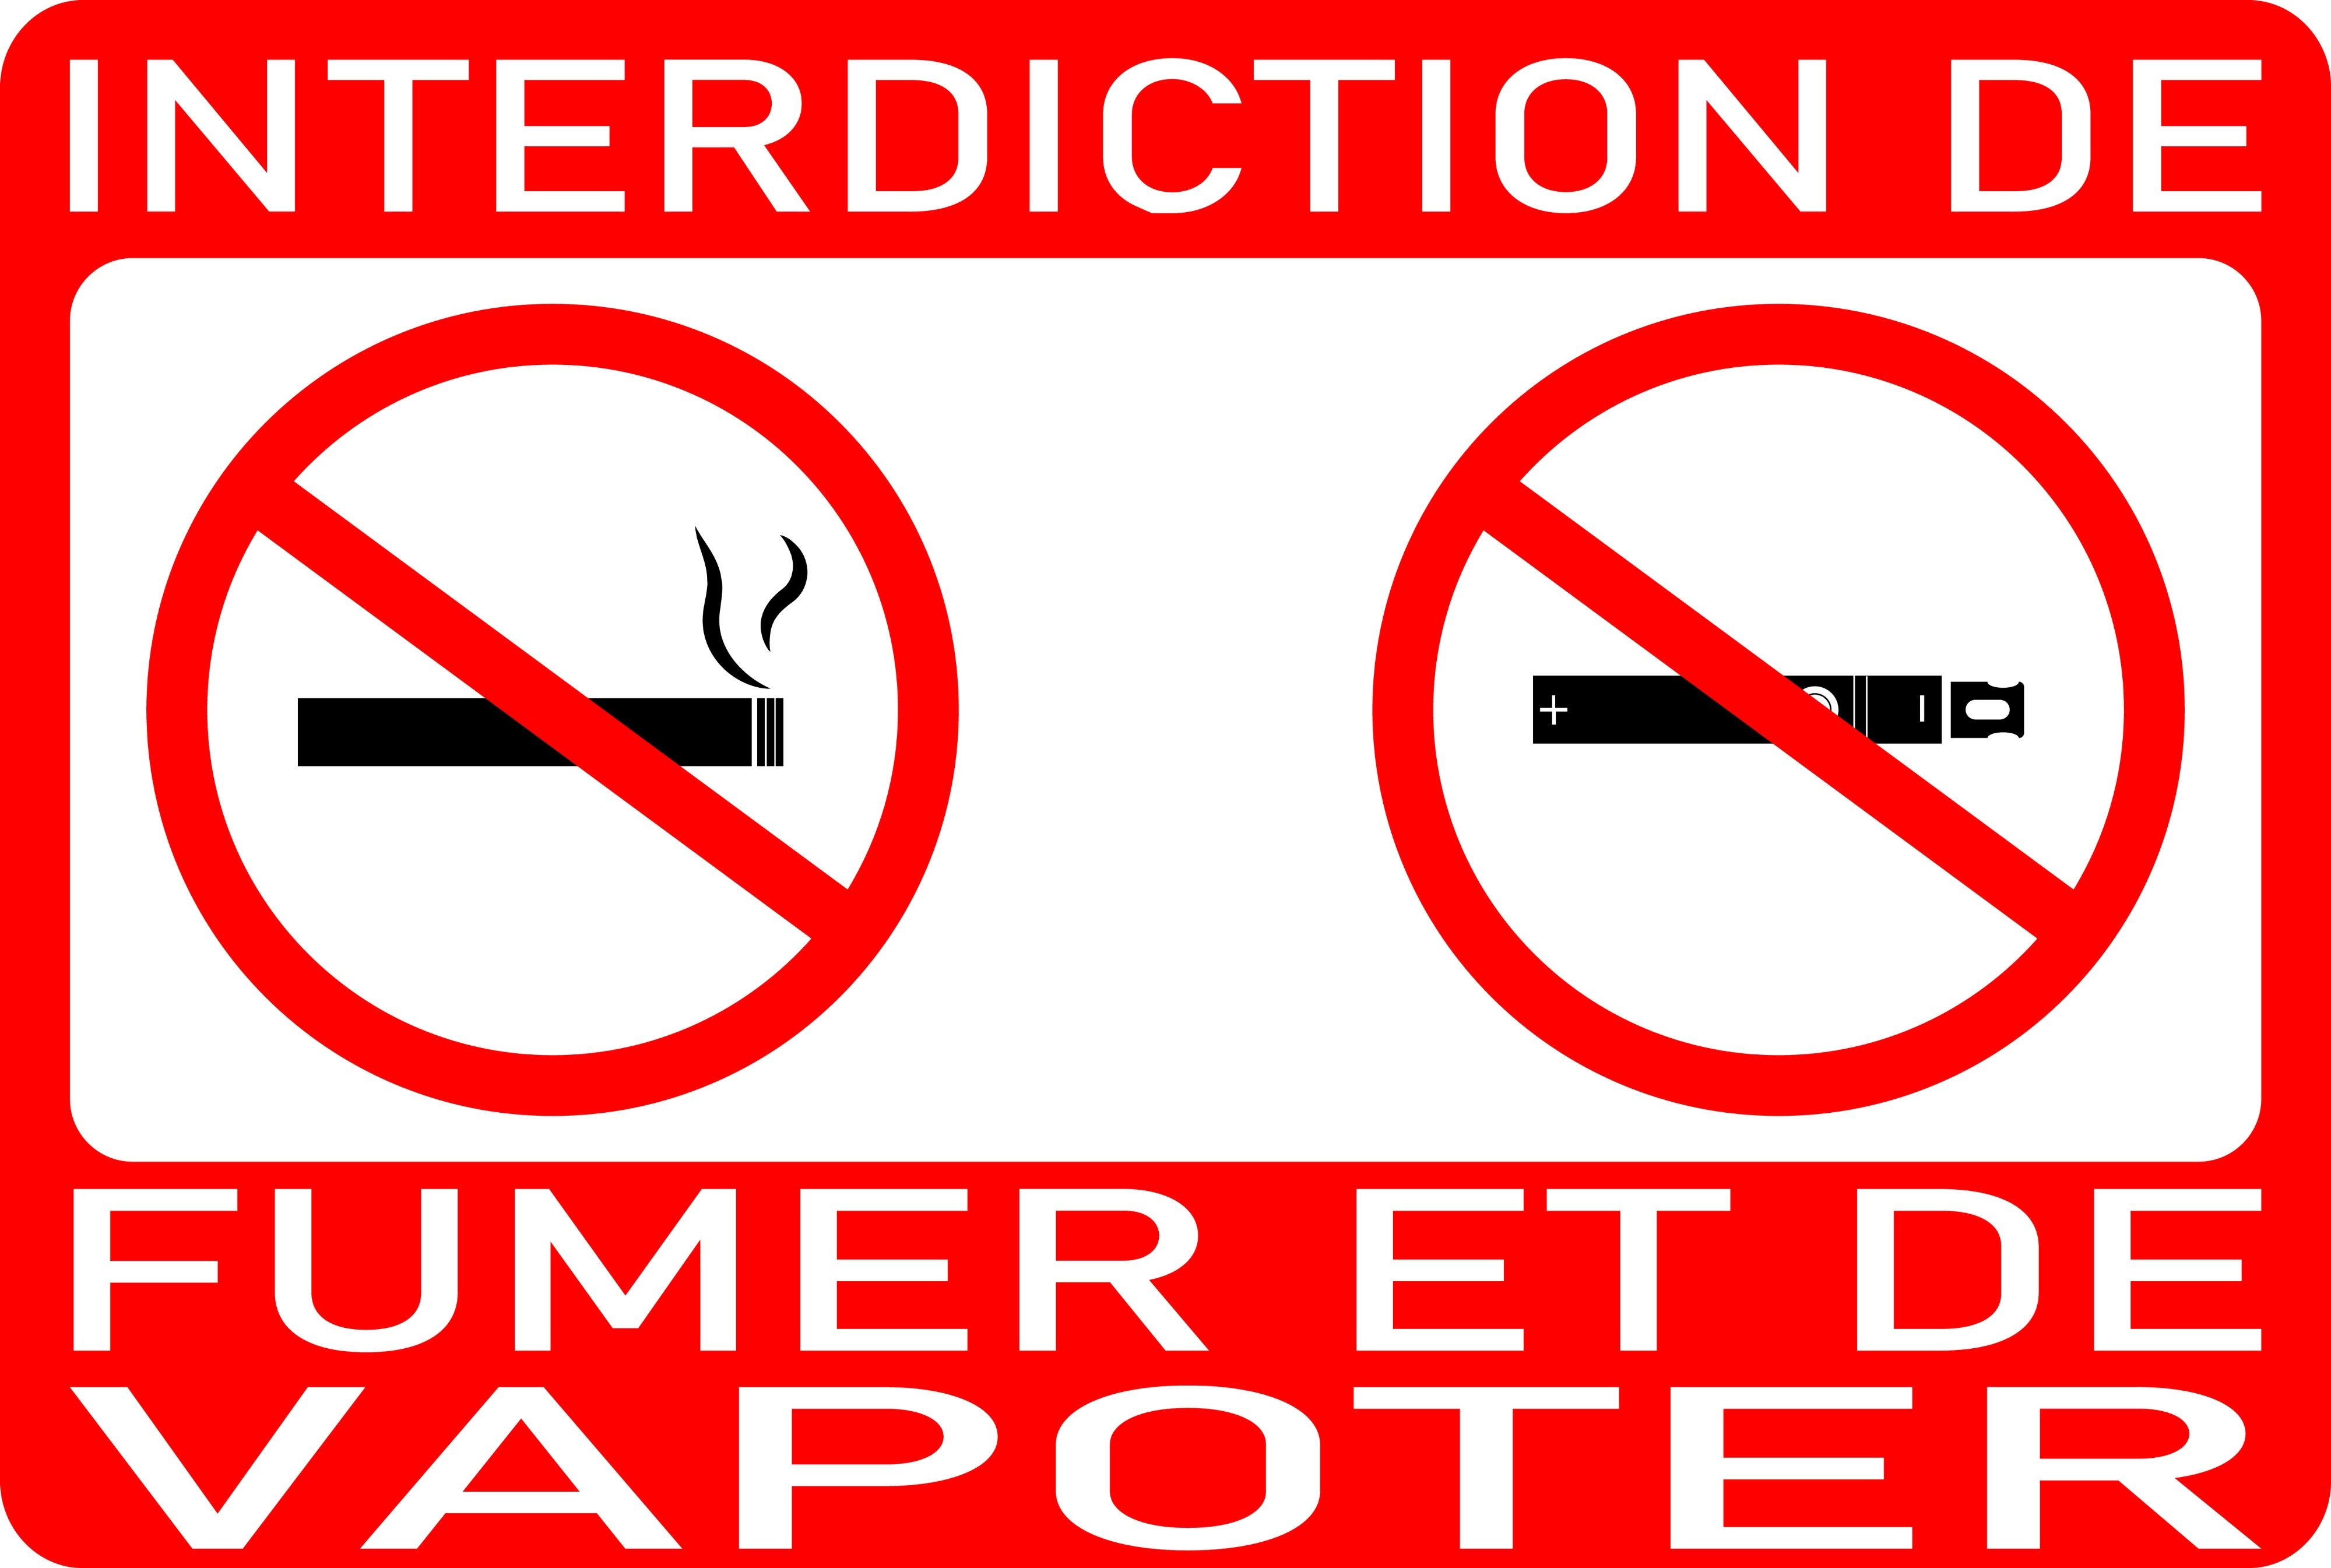 INTERDICTION DE
+ -
FUMER ET DE
VAPOTER